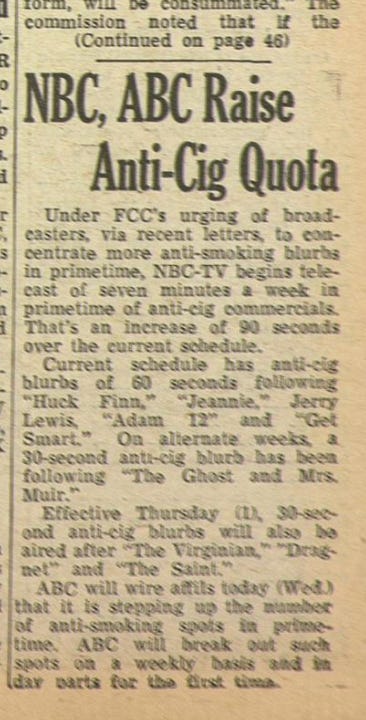 form, will be consummated." The
commission noted that if the
(Continued on page 46)
NBC, ABC Raise
Anti-Cig Quota
Under FCC's urging of broad-
casters, via recent letters, to con-
centrate more anti-smoking blurbs
in primetime, NBC-TV begins tele-
cast of seven minutes a week in
primetime of anti-cig commercials.
That's an increase of 90 seconds
over the current schedule.
Current schedule has anti-cig
blurbs of 60 seconds following
"Huck Finn," "Jeannie," Jerry
Lewis, "Adam 12" and "Get
Smart." On alternate weeks, a
30-second anti-cig blurb has been
following "The Ghost and Mrs.
Muir."
Effective Thursday (1), 30-sec-
ond anti-cig blurbs will also be
aired after "The Virginian," "Drag-
net" and "The Saint."
ABC will wire affils today (Wed.)
that it is stepping up the number
of anti-smoking spots in prime-
time. ABC will break out such
spots on a weekly basis and in
day parts for the first time.